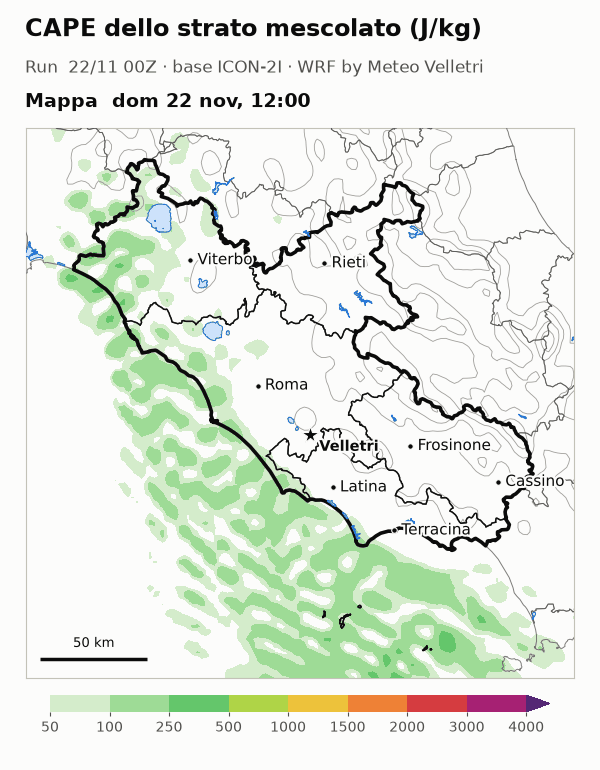 CAPE dello strato mescolato (J/kg)
Run  22/11 00Z · base ICON-2I · WRF by Meteo Velletri
Mappa  dom 22 nov, 12:00
Viterbo
Rieti
Roma
Velletri
Frosinone
Cassino
Latina
Terracina
50 km
50 100 250 500 1000 1500 2000 3000 4000